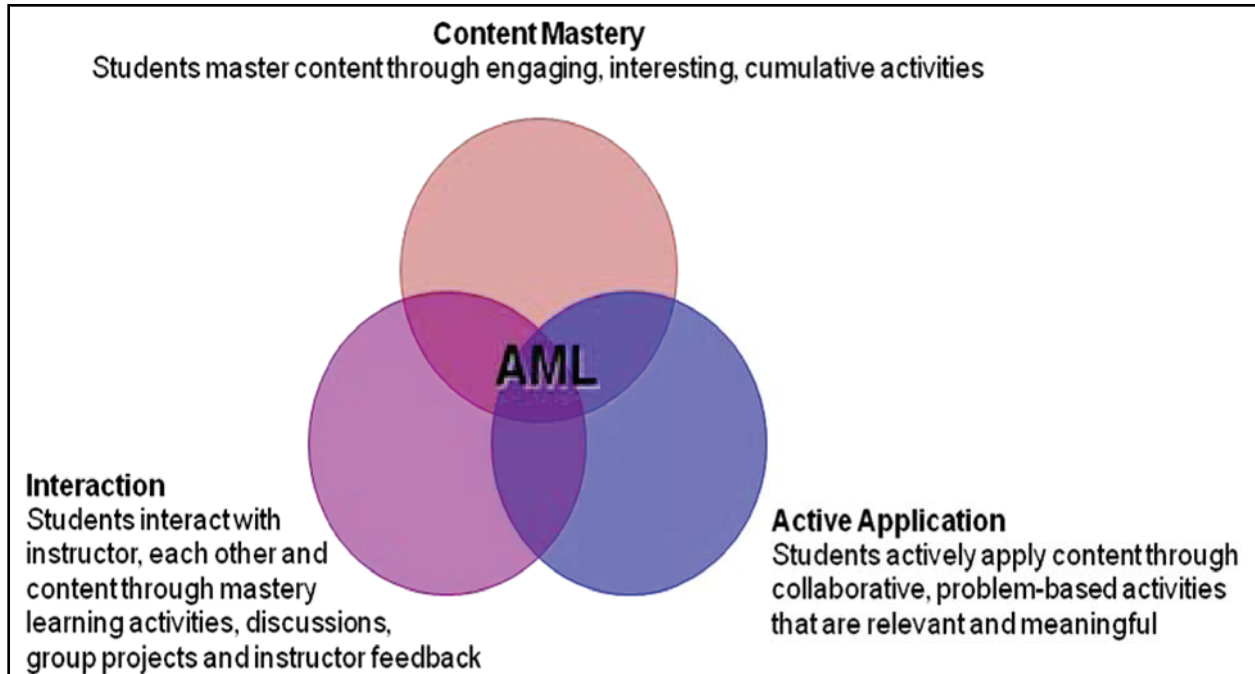 Content Mastery
Students master content through engaging, interesting, cumulative activities
AML
Interaction
Students interact with
instructor, each other and
content through mastery
learning activities, discussions,
group projects and instructor feedback
Active Application
Students actively apply content through
collaborative, problem-based activities
that are relevant and meaningful